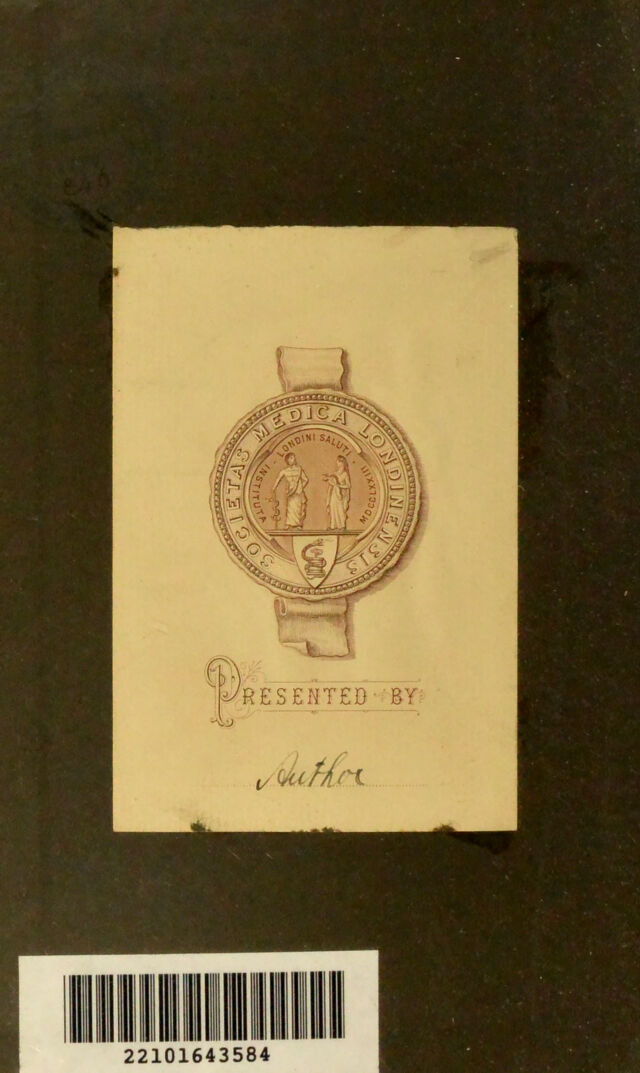 SOCIETAS MEDICA LONDINENSIS
INSTITUTA · LONDINI SALUTI · MDCCLXXIII
PRESENTED BY
Author
22101643584